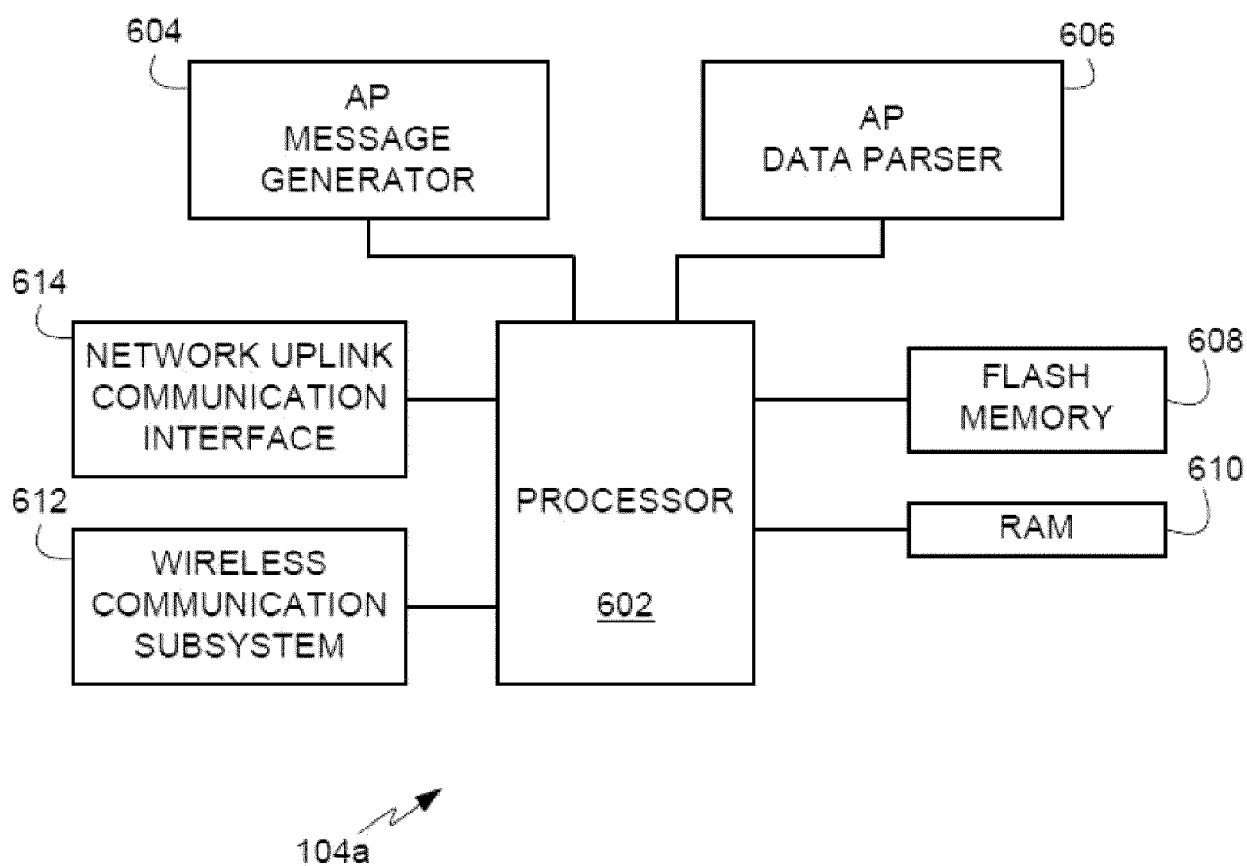 604
AP
MESSAGE
GENERATOR
606
AP
DATA PARSER
614
NETWORK UPLINK
COMMUNICATION
INTERFACE
612
WIRELESS
COMMUNICATION
SUBSYSTEM
PROCESSOR
602
608
FLASH
MEMORY
610
RAM
104a